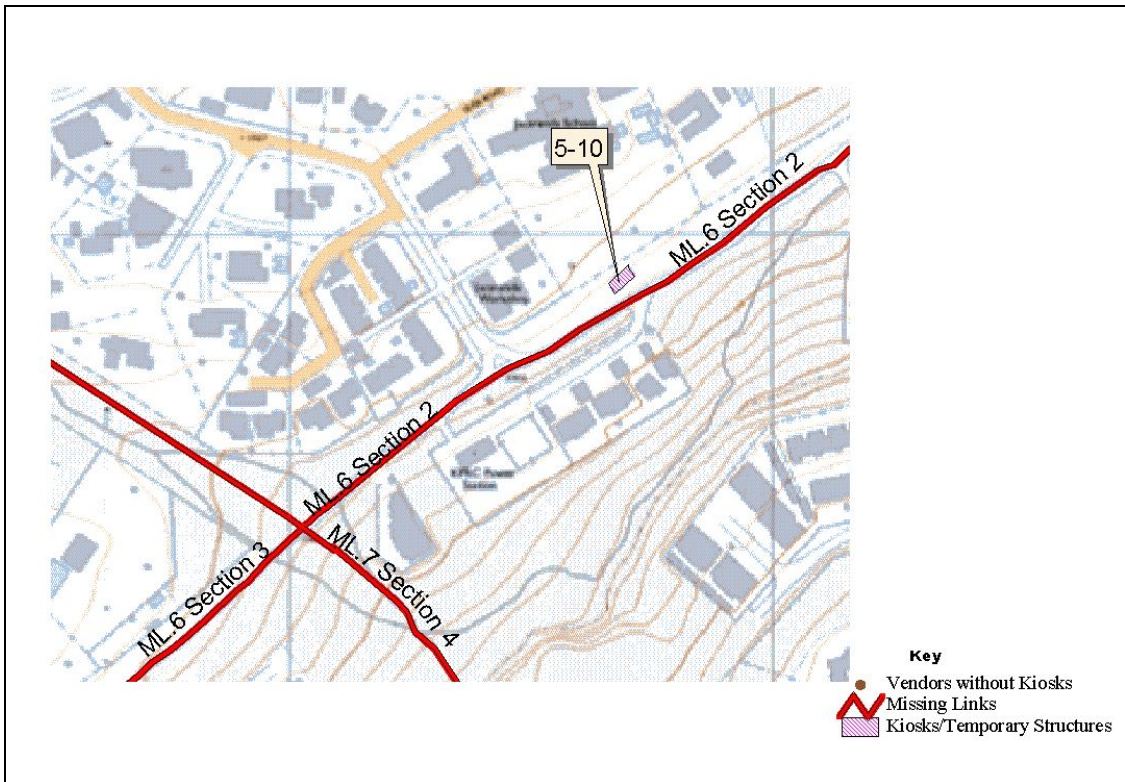 5-10
ML.6 Section 2
ML.6 Section 2
ML.7 Section 4
ML.6 Section 3
Key
Vendors without Kiosks
Missing Links
Kiosks/Temporary Structures